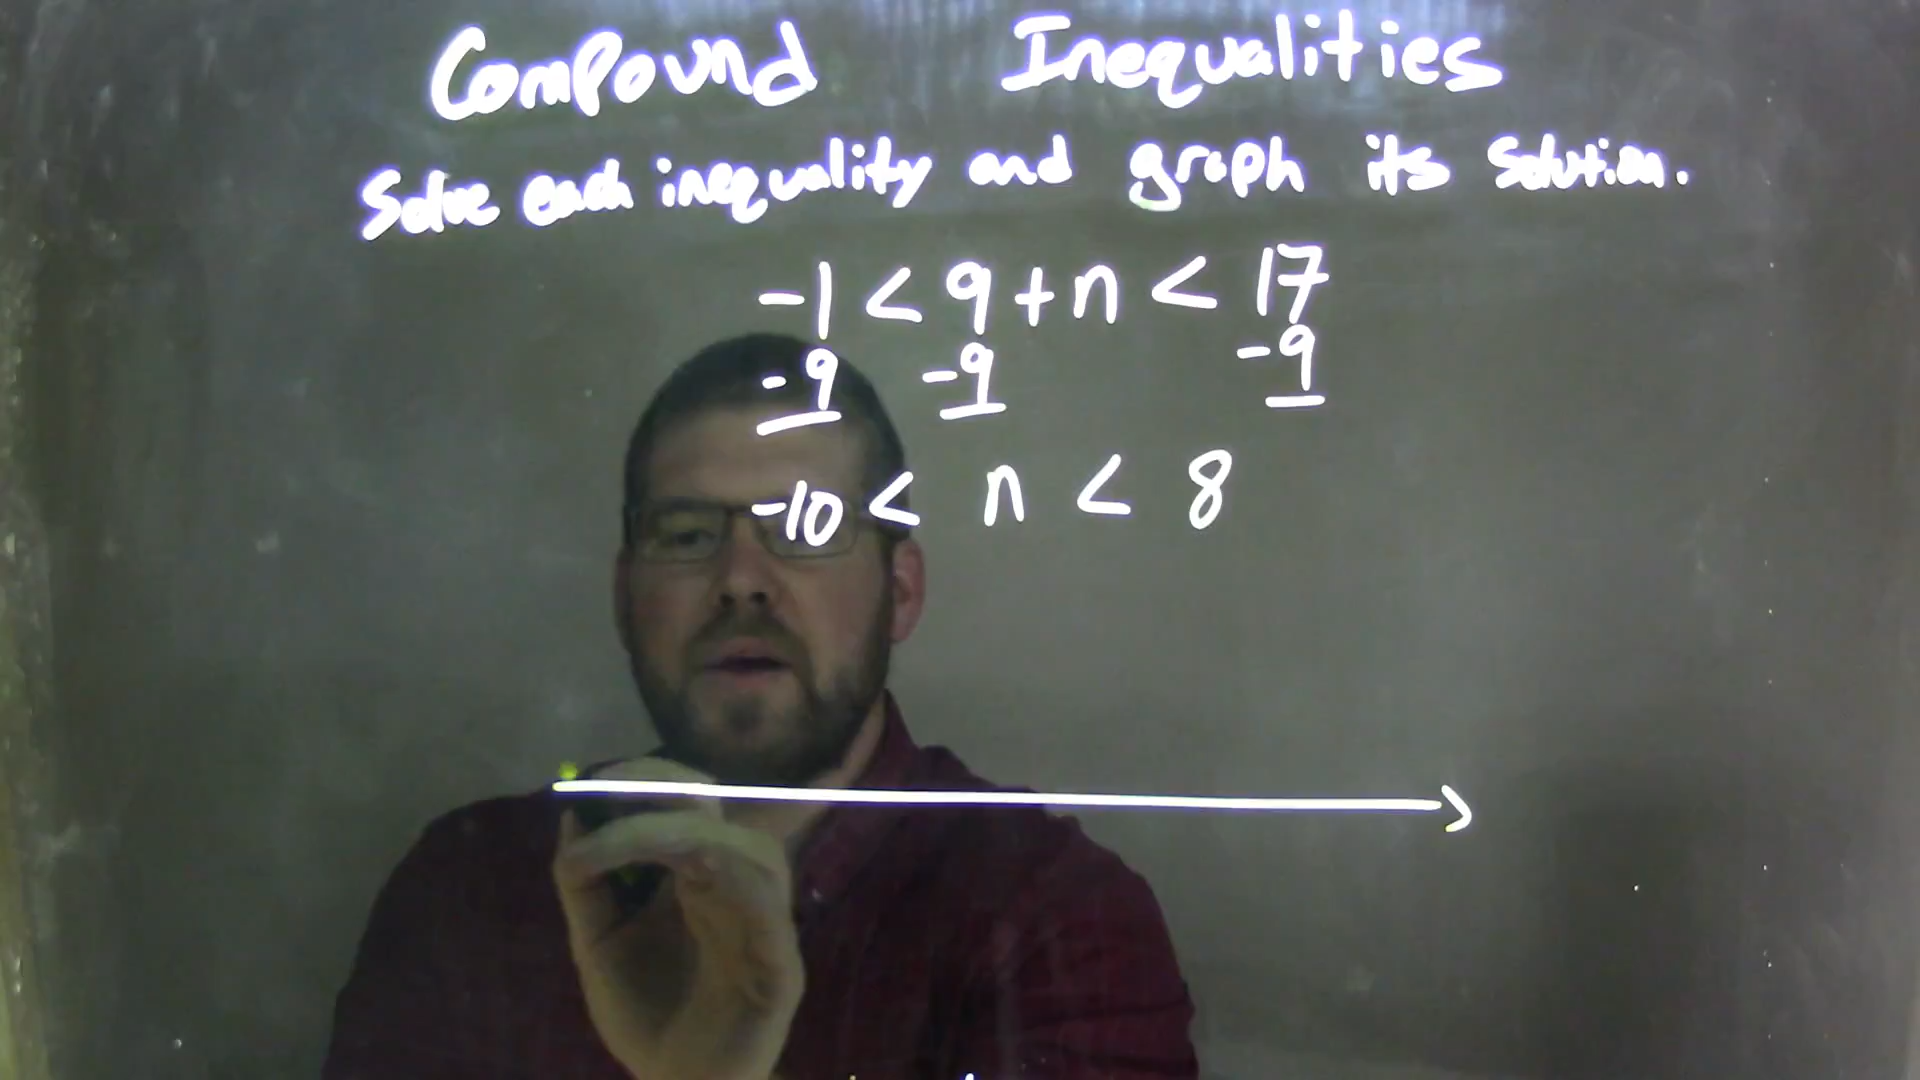 Compound Inequalities
Solve each inequality and graph its solution.
-1 < 9 + n < 17
-9 -9 -9
-10 < n < 8